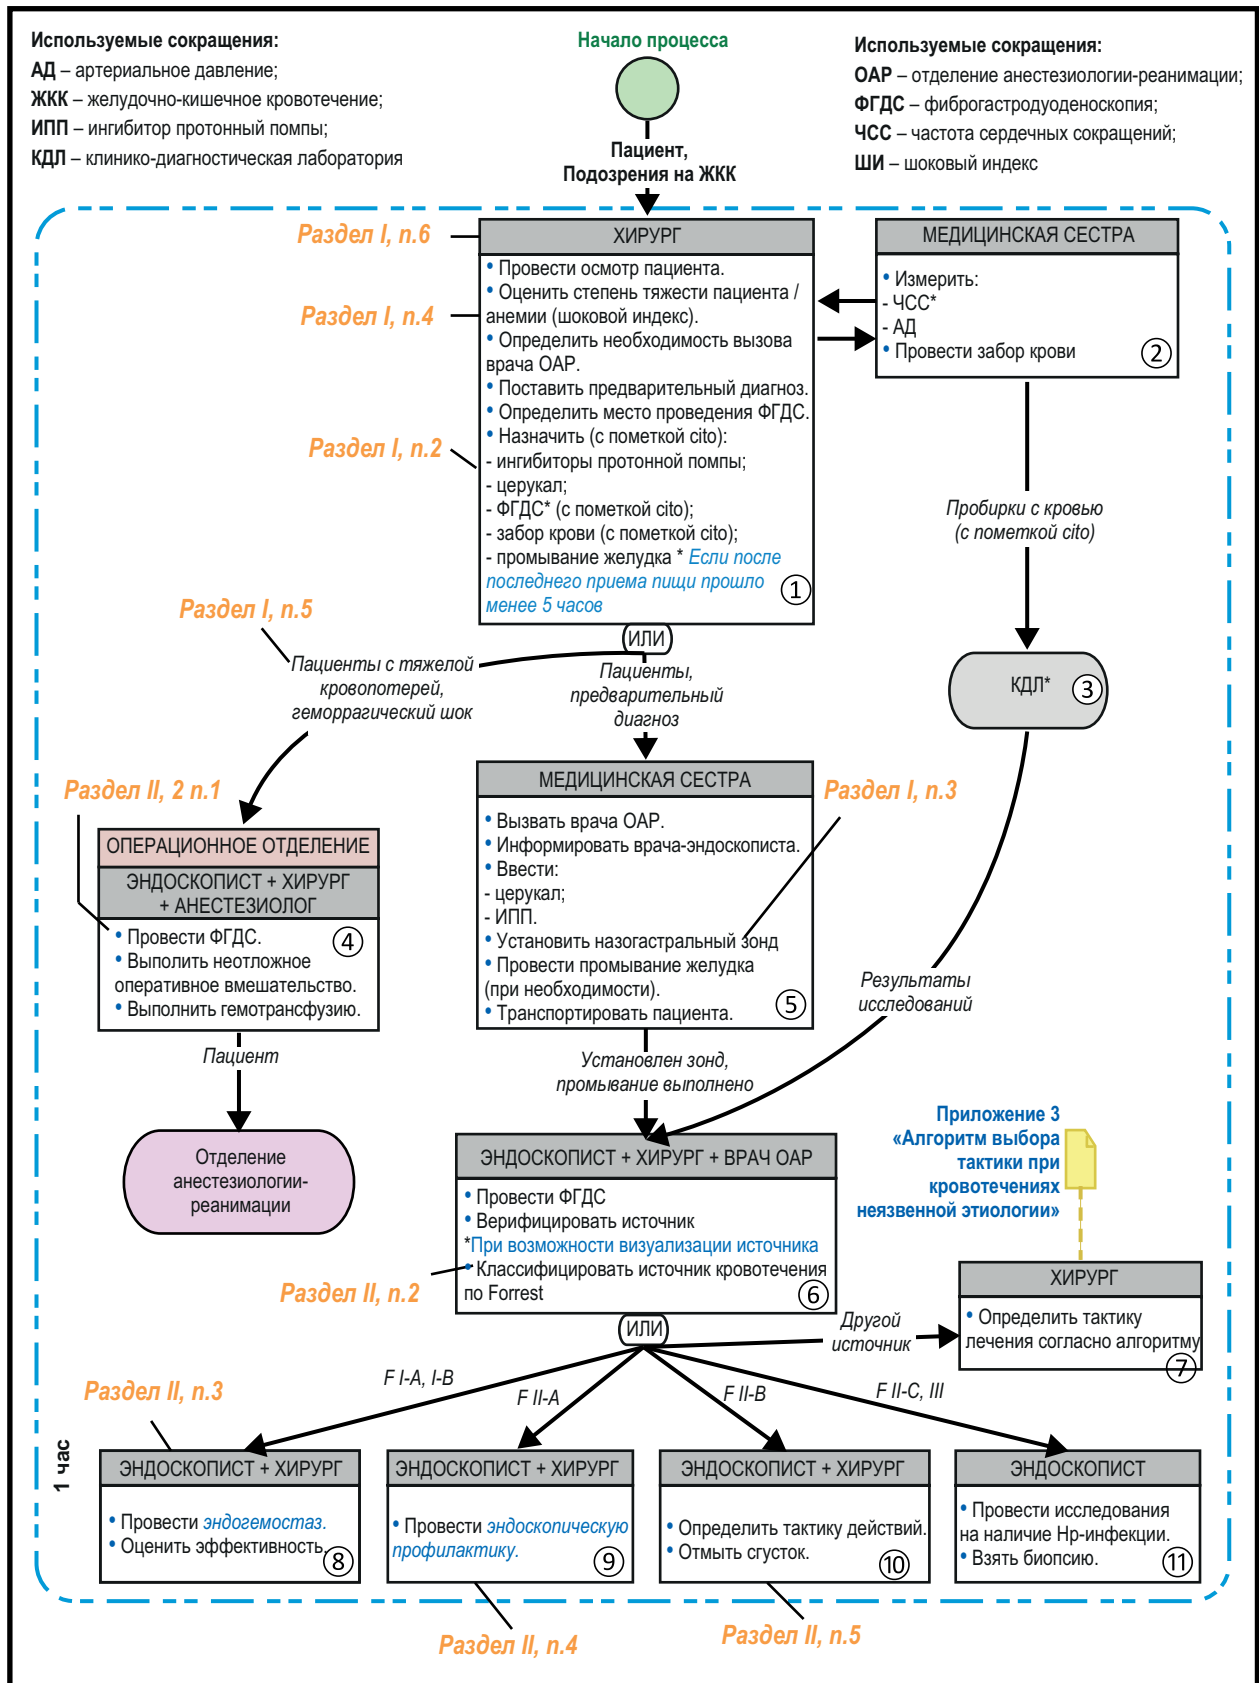 Используемые сокращения:
АД – артериальное давление;
ЖКК – желудочно-кишечное кровотечение;
ИПП – ингибитор протонный помпы;
КДЛ – клинико-диагностическая лаборатория
Начало процесса
Используемые сокращения:
ОАР – отделение анестезиологии-реанимации;
ФГДС – фиброгастродуоденоскопия;
ЧСС – частота сердечных сокращений;
ШИ – шоковый индекс
Пациент,
Подозрения на ЖКК
Раздел I, п.6
Раздел I, п.4
Раздел I, п.2
ХИРУРГ
• Провести осмотр пациента.
• Оценить степень тяжести пациента /
анемии (шоковой индекс).
• Определить необходимость вызова
врача ОАР.
• Поставить предварительный диагноз.
• Определить место проведения ФГДС.
• Назначить (с пометкой cito):
- ингибиторы протонной помпы;
- церукал;
- ФГДС* (с пометкой cito);
- забор крови (с пометкой cito);
- промывание желудка * Если после
последнего приема пищи прошло
менее 5 часов
1
МЕДИЦИНСКАЯ СЕСТРА
• Измерить:
- ЧСС*
- АД
• Провести забор крови
2
Пробирки с кровью
(с пометкой cito)
КДЛ*
3
ИЛИ
Раздел I, п.5
Пациенты с тяжелой
кровопотерей,
геморрагический шок
Пациенты,
предварительный
диагноз
Раздел II, 2 п.1
ОПЕРАЦИОННОЕ ОТДЕЛЕНИЕ
ЭНДОСКОПИСТ + ХИРУРГ
+ АНЕСТЕЗИОЛОГ
• Провести ФГДС.
• Выполить неотложное
оперативное вмешательство.
• Выполнить гемотрансфузию.
4
Пациент
Отделение
анестезиологии-
реанимации
МЕДИЦИНСКАЯ СЕСТРА
• Вызвать врача ОАР.
• Информировать врача-эндоскописта.
• Ввести:
- церукал;
- ИПП.
• Установить назогастральный зонд
• Провести промывание желудка
(при необходимости).
• Транспортировать пациента.
5
Раздел I, п.3
Результаты
исследований
Установлен зонд,
промывание выполнено
ЭНДОСКОПИСТ + ХИРУРГ + ВРАЧ ОАР
• Провести ФГДС
• Верифицировать источник
*При возможности визуализации источника
• Классифицировать источник кровотечения
по Forrest
6
Раздел II, п.2
Приложение 3
«Алгоритм выбора
тактики при
кровотечениях
неязвенной этиологии»
ХИРУРГ
• Определить тактику
лечения согласно алгоритму
7
ИЛИ
Другой
источник
F I-A, I-B
F II-A
F II-B
F II-C, III
Раздел II, п.3
1 час
ЭНДОСКОПИСТ + ХИРУРГ
• Провести эндогемостаз.
• Оценить эффективность.
8
ЭНДОСКОПИСТ + ХИРУРГ
• Провести эндоскопическую
профилактику.
9
ЭНДОСКОПИСТ + ХИРУРГ
• Определить тактику действий.
• Отмыть сгусток.
10
ЭНДОСКОПИСТ
• Провести исследования
на наличие Hp-инфекции.
• Взять биопсию.
11
Раздел II, п.4
Раздел II, п.5